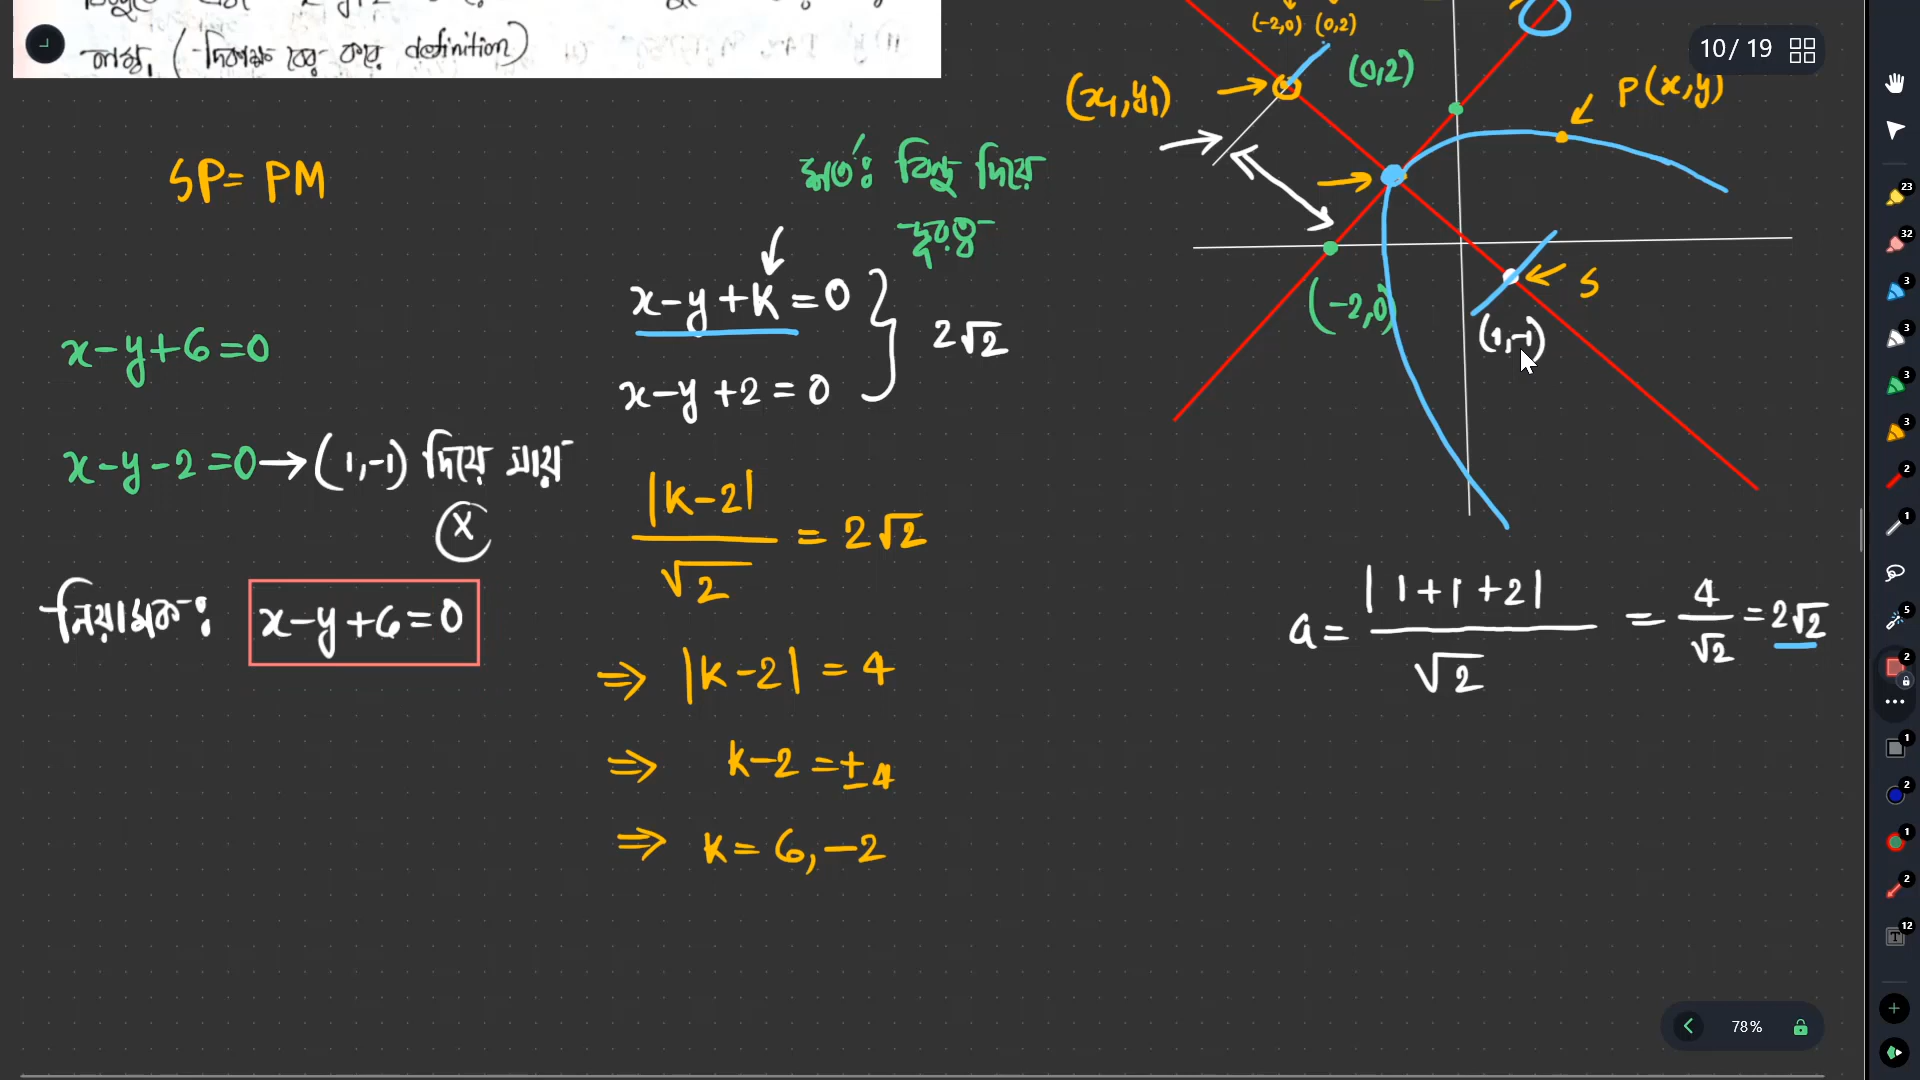 কর, (নিয়ামক বের করে definition)
10/ 19
(-2,0) (0,2)
(0,2)
(x₁,y₁)
P(x,y)
SP= PM
শর্ত: বিন্দু দিয়ে
দূরত্ব
x-y+K=0
x-y+2=0
2√2
S
(-2,0)
(1,-1)
x-y+6=0
x-y-2=0→(1,-1) দিয়ে যায়
X
|K-2|/√2 = 2√2
নিয়ামক:
x-y+6=0
⇒ |K-2| = 4
⇒ k-2 =±4
⇒ k= 6,-2
a= |1+1+2|/√2 = 4/√2 =2√2
78%